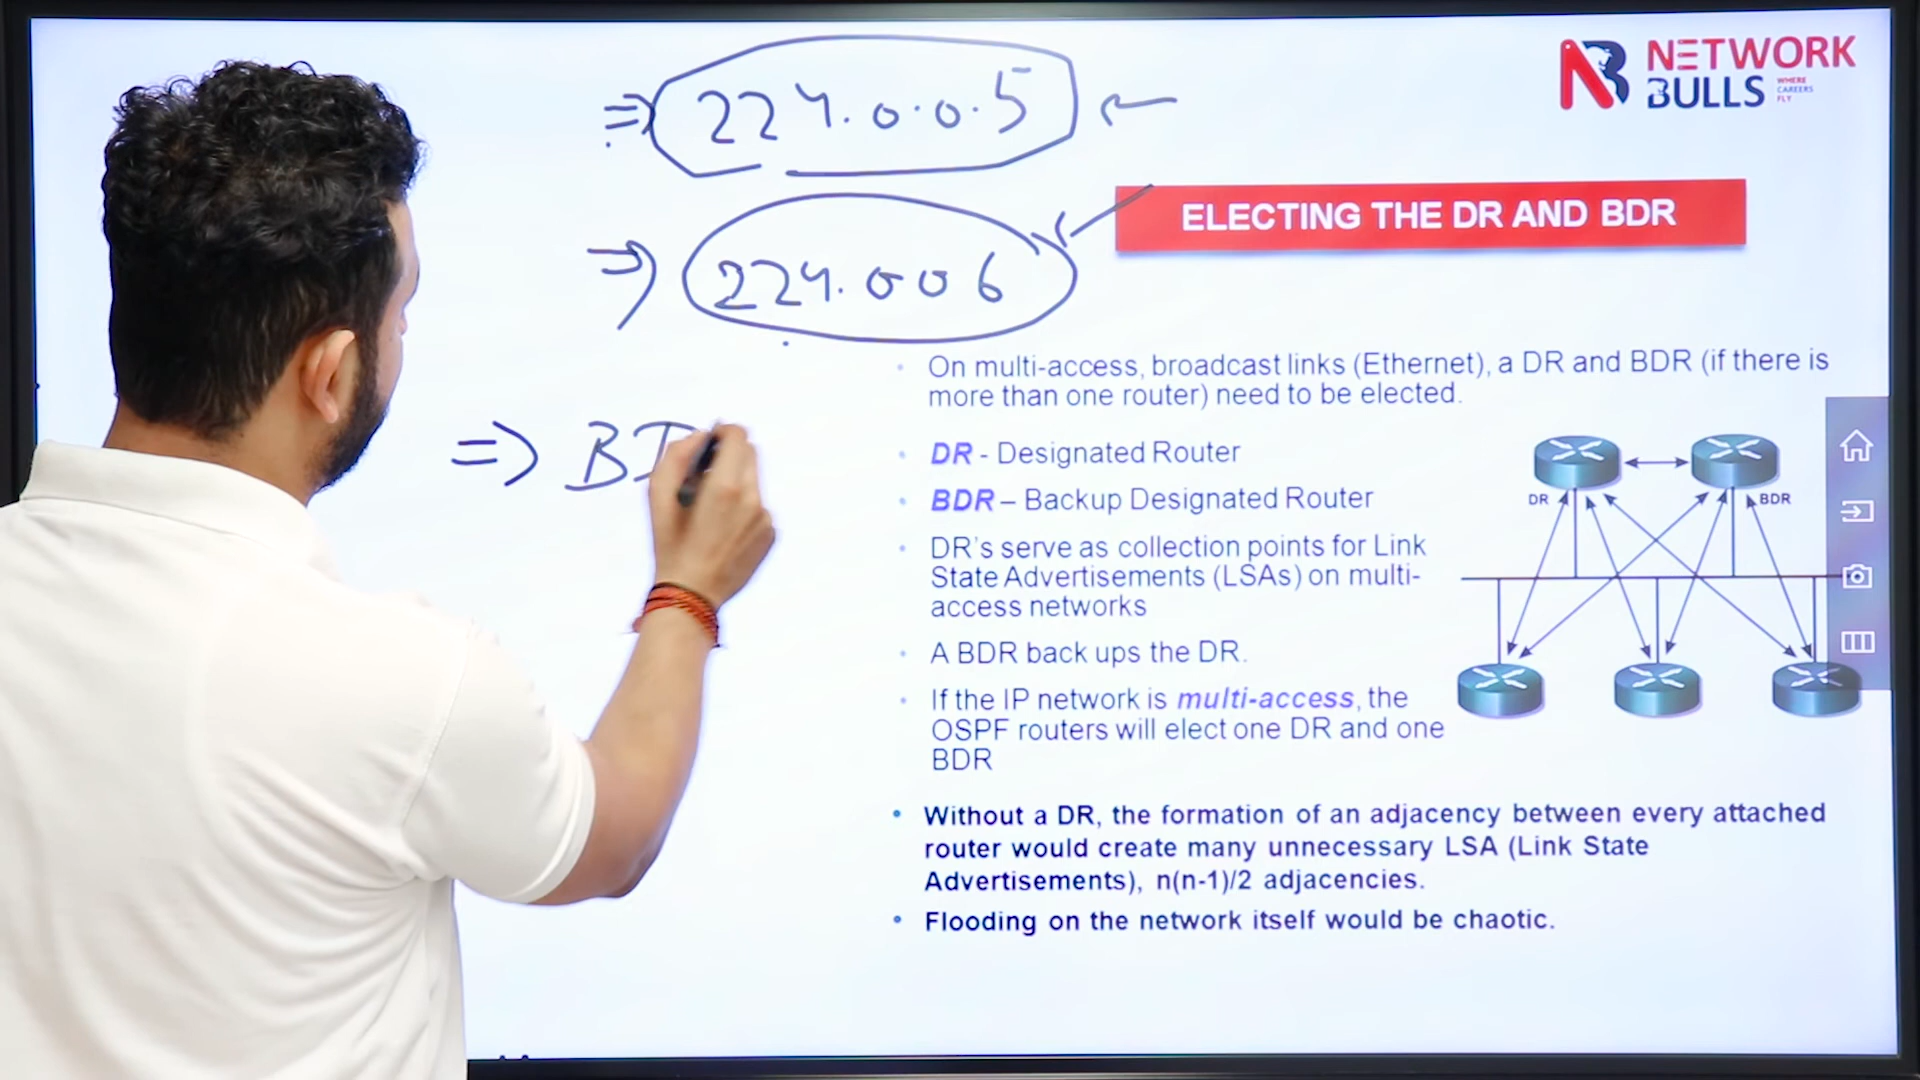 ⇒ 224.0.0.5 ←
NETWORK
BULLS
WHERE
CAREERS
FLY
ELECTING THE DR AND BDR
⇒ 224.006
• On multi-access, broadcast links (Ethernet), a DR and BDR (if there is
more than one router) need to be elected.
⇒ BD
• DR - Designated Router
• BDR – Backup Designated Router
• DR's serve as collection points for Link
State Advertisements (LSAs) on multi-
access networks
• A BDR back ups the DR.
• If the IP network is multi-access, the
OSPF routers will elect one DR and one
BDR
DR
BDR
• Without a DR, the formation of an adjacency between every attached
router would create many unnecessary LSA (Link State
Advertisements), n(n-1)/2 adjacencies.
• Flooding on the network itself would be chaotic.